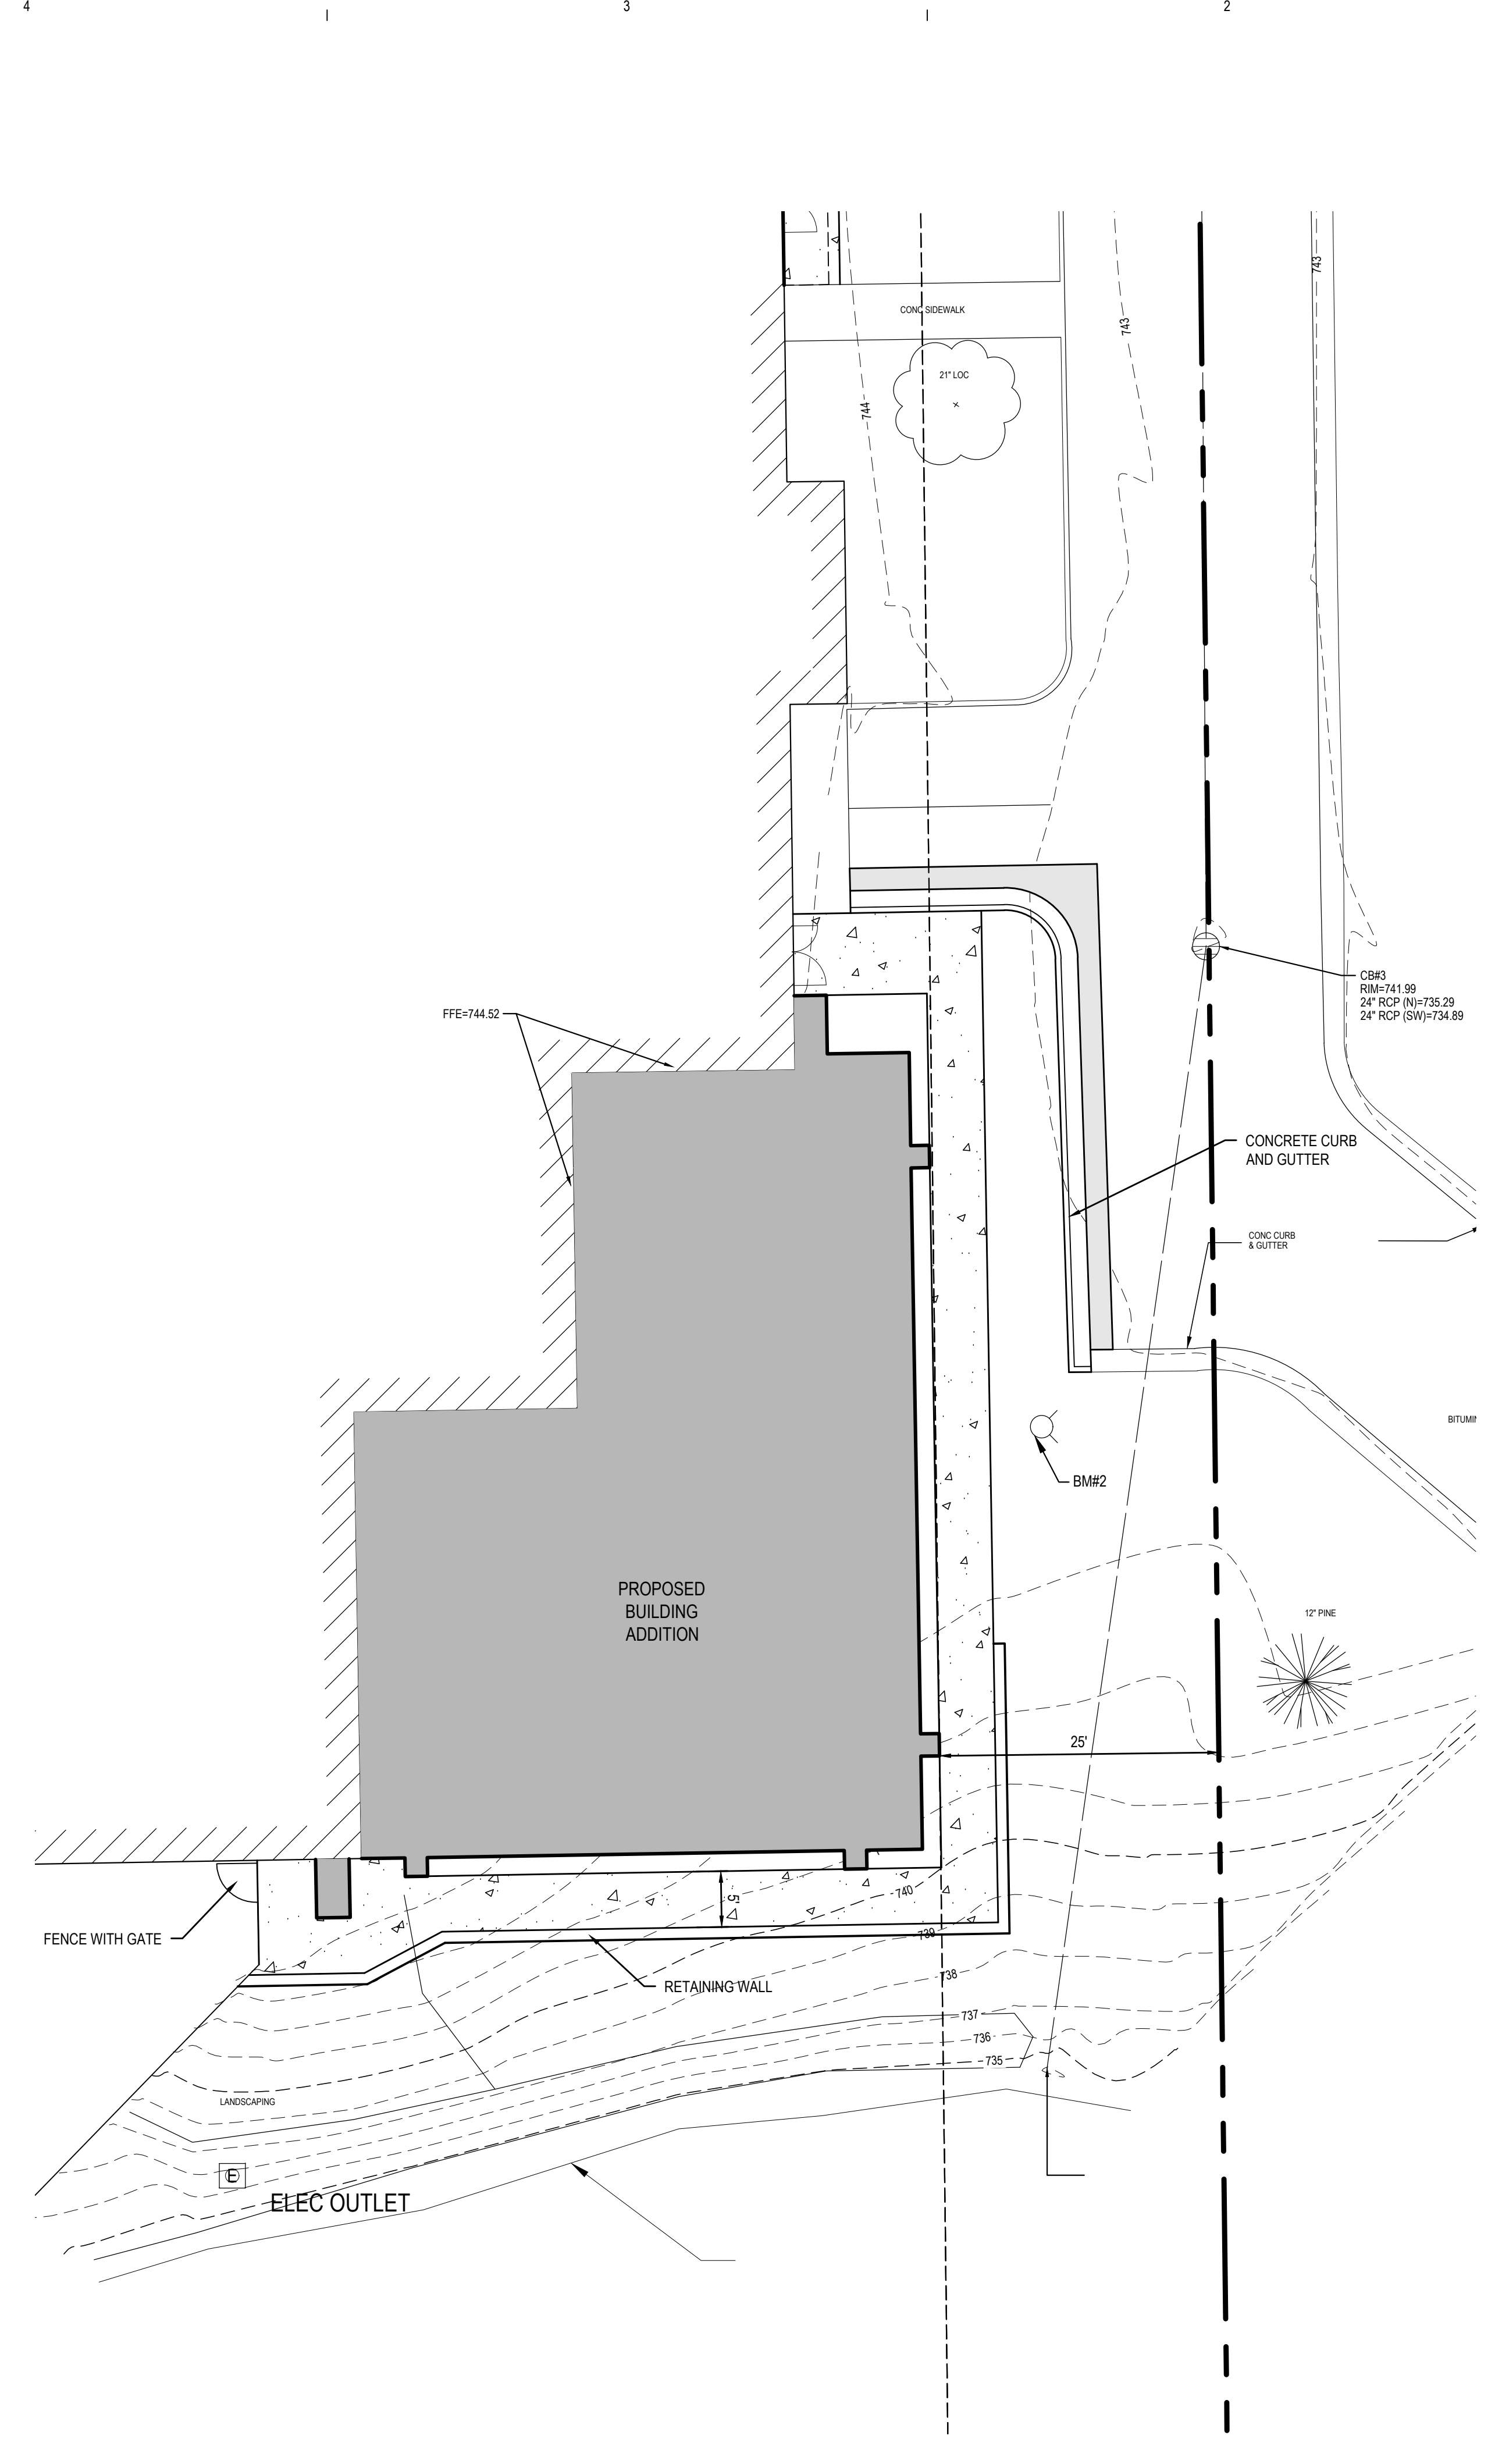 4
3
2
743
CONC SIDEWALK
743
21" LOC
744
CB#3
RIM=741.99
24" RCP (N)=735.29
24" RCP (SW)=734.89
FFE=744.52
CONCRETE CURB
AND GUTTER
CONC CURB
& GUTTER
BITUMIN
BM#2
PROPOSED
BUILDING
ADDITION
12" PINE
25'
740
5'
739
FENCE WITH GATE
738
RETAINING WALL
737
736
735
LANDSCAPING
E
ELEC OUTLET